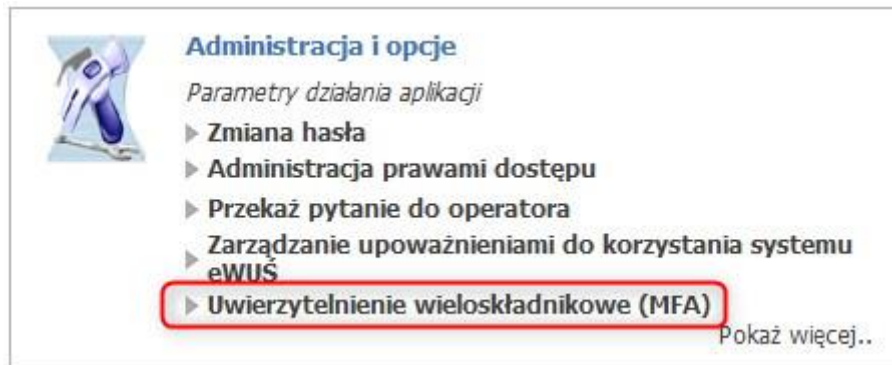 Administracja i opcje
Parametry działania aplikacji
Zmiana hasła
Administracja prawami dostępu
Przekaż pytanie do operatora
Zarządzanie upoważnieniami do korzystania systemu
eWUŚ
Uwierzytelnienie wieloskładnikowe (MFA)
Pokaż więcej..